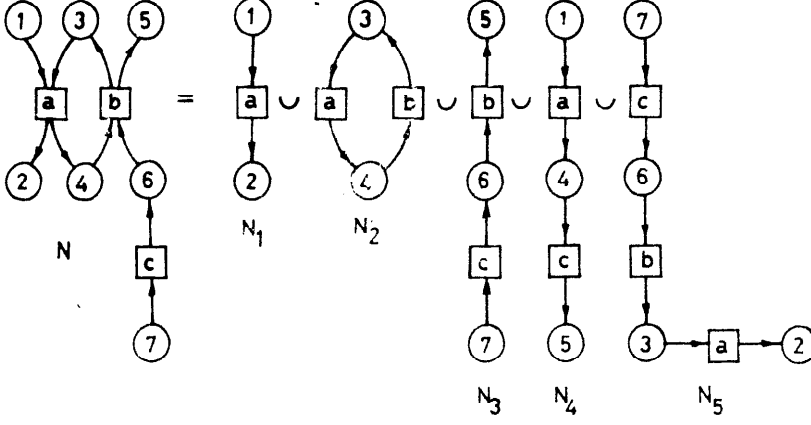 1 3 5 1 3 5 1 7
a b = a ∪ a b ∪ b ∪ a ∪ c
2 4 6 2 4 6 4 6
N N₁ N₂
c c c b
7 7 5 3 a 2
N₃ N₄ N₅